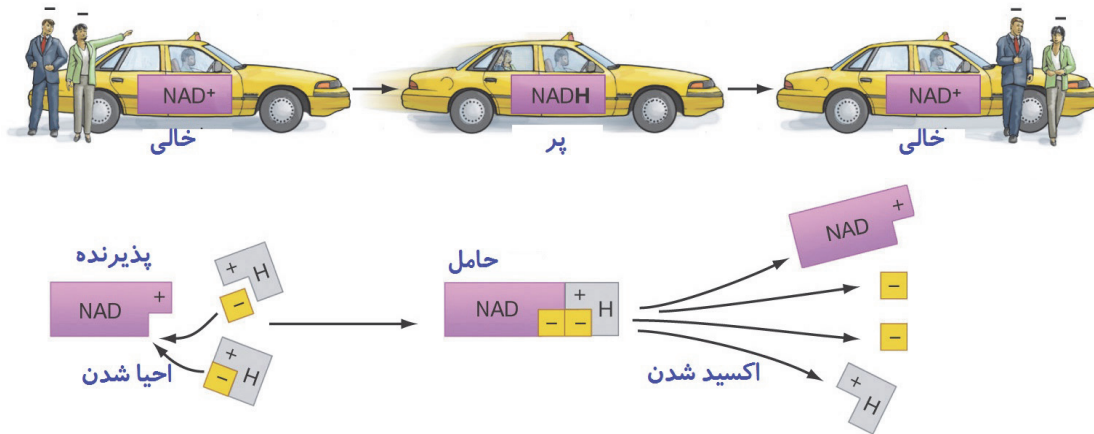 − −
NAD⁺
خالی
NADH
پر
− −
NAD⁺
خالی
پذیرنده
NAD +
+ H
−
+ H
−
احیا شدن
حامل
NAD + H
− −
اکسید شدن
NAD +
−
−
+ H